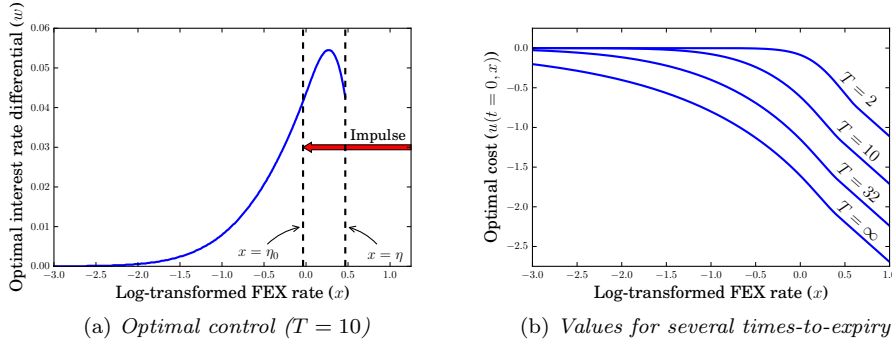 Optimal interest rate differential (w)
0.06
0.05
0.04
0.03
0.02
0.01
0.00
Impulse
x = η₀
x = η
−3.0 −2.5 −2.0 −1.5 −1.0 −0.5 0.0 0.5 1.0
Log-transformed FEX rate (x)
(a) Optimal control (T = 10)
Optimal cost (u(t = 0, x))
0.0
−0.5
−1.0
−1.5
−2.0
−2.5
T = 2
T = 10
T = 32
T = ∞
−3.0 −2.5 −2.0 −1.5 −1.0 −0.5 0.0 0.5 1.0
Log-transformed FEX rate (x)
(b) Values for several times-to-expiry